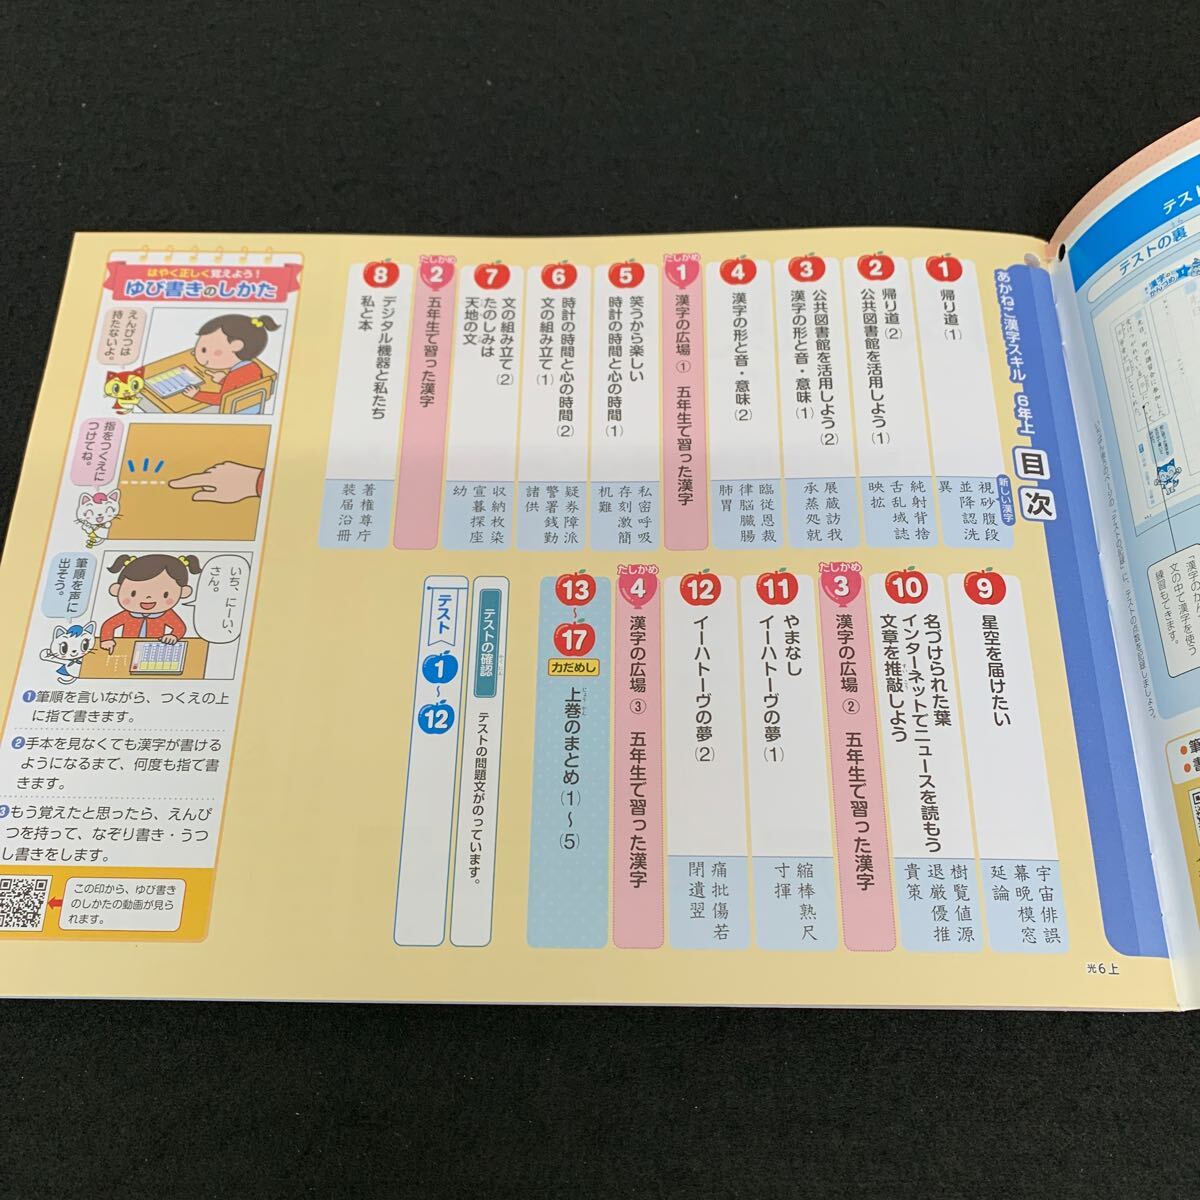 あかねこ漢字スキル 6年上
目次
新しい漢字
1
帰り道(1)
視砂腹段
並降認洗
異
2
帰り道(2)
公共図書館を活用しよう(1)
純射背捨
舌乱域誌
映拡
3
公共図書館を活用しよう(2)
漢字の形と音・意味(1)
展蔵訪我
承蒸処就
4
漢字の形と音・意味(2)
臨従恩裁
律脳臓腸
肺胃
たしかめ
1
漢字の広場① 五年生で習った漢字
5
笑うから楽しい
時計の時間と心の時間(1)
私密呼吸
存刻激簡
机難
6
時計の時間と心の時間(2)
文の組み立て(1)
疑券障派
警署銭勤
諸供
7
文の組み立て(2)
たのしみは
天地の文
収納枚染
宣暮探座
幼
たしかめ
2
五年生で習った漢字
8
デジタル機器と私たち
私と本
著権尊庁
装届沿冊
9
星空を届けたい
宇宙俳誤
幕晩模窓
延論
10
名づけられた葉
インターネットでニュースを読もう
文章を推敲しよう
樹覧値源
退厳優推
貴策
たしかめ
3
漢字の広場② 五年生で習った漢字
11
やまなし
イーハトーヴの夢(1)
縮棒熟尺
寸揮
12
イーハトーヴの夢(2)
痛批傷若
閉遺翌
たしかめ
4
漢字の広場③ 五年生で習った漢字
13〜17
力だめし
上巻のまとめ(1)〜(5)
テストの確認
テストの問題文がのっています。
テスト
1〜12
はやく正しく覚えよう!
ゆび書きのしかた
えんぴつは
持たないよ。
指をつくえに
つけてね。
筆順を声に
出そう。
いち、にーい、
さん。
1筆順を言いながら、つくえの上
に指で書きます。
2手本を見なくても漢字が書ける
ようになるまで、何度も指で書
きます。
3もう覚えたと思ったら、えんぴ
つを持って、なぞり書き・うつ
し書きをします。
この印から、ゆび書き
のしかたの動画が見ら
れます。
光6上
テストの裏
漢字の
かんづめ
文の中で漢字を使う
練習もできます。